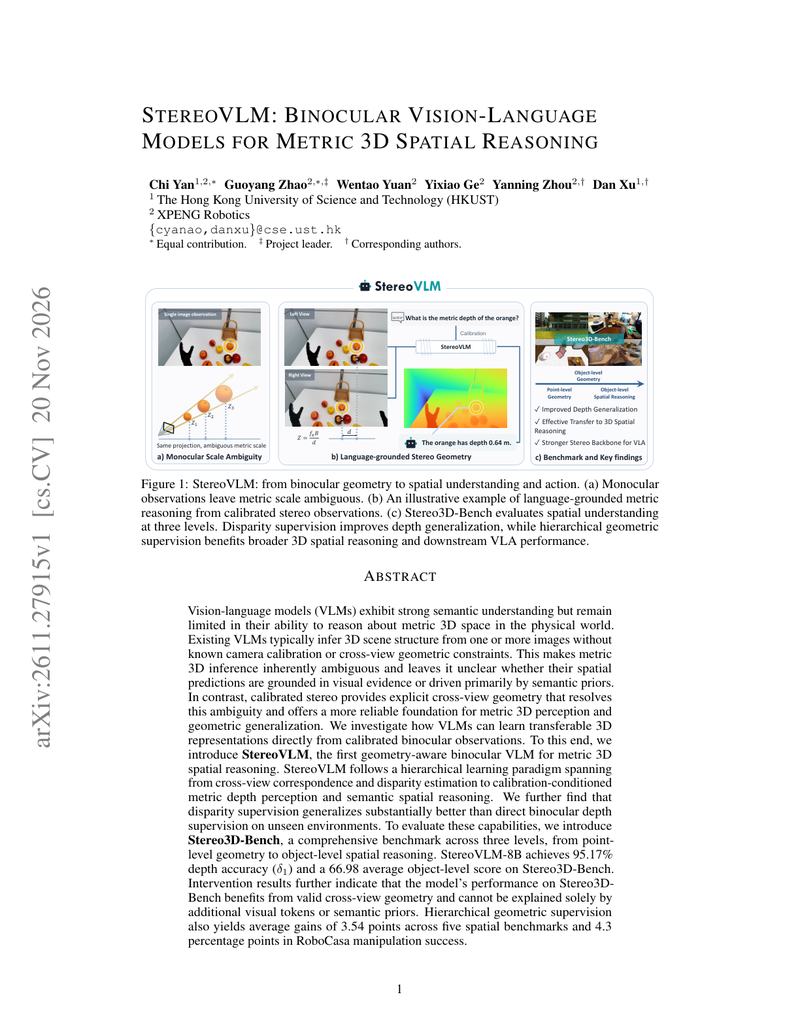 STEREOVLM: BINOCULAR VISION-LANGUAGE
MODELS FOR METRIC 3D SPATIAL REASONING
Chi Yan1,2,* Guoyang Zhao2,*,‡ Wentao Yuan2 Yixiao Ge2 Yanning Zhou2,† Dan Xu1,†
1 The Hong Kong University of Science and Technology (HKUST)
2 XPENG Robotics
{cyanao,danxu}@cse.ust.hk
* Equal contribution. ‡ Project leader. † Corresponding authors.
arXiv:2611.27915v1 [cs.CV] 20 Nov 2026
StereoVLM
Single image observation
Z1
Z2
Z3
Same projection, ambiguous metric scale
a) Monocular Scale Ambiguity
Left View
Right View
What is the metric depth of the orange?
Calibration
StereoVLM
Z = fxB / d
d
The orange has depth 0.64 m.
b) Language-grounded Stereo Geometry
Stereo3D-Bench
Object-level
Geometry
Point-level
Geometry
Object-level
Spatial Reasoning
✓ Improved Depth Generalization
✓ Effective Transfer to 3D Spatial
Reasoning
✓ Stronger Stereo Backbone for VLA
c) Benchmark and Key findings
Figure 1: StereoVLM: from binocular geometry to spatial understanding and action. (a) Monocular
observations leave metric scale ambiguous. (b) An illustrative example of language-grounded metric
reasoning from calibrated stereo observations. (c) Stereo3D-Bench evaluates spatial understanding
at three levels. Disparity supervision improves depth generalization, while hierarchical geometric
supervision benefits broader 3D spatial reasoning and downstream VLA performance.
ABSTRACT
Vision-language models (VLMs) exhibit strong semantic understanding but remain
limited in their ability to reason about metric 3D space in the physical world.
Existing VLMs typically infer 3D scene structure from one or more images without
known camera calibration or cross-view geometric constraints. This makes metric
3D inference inherently ambiguous and leaves it unclear whether their spatial
predictions are grounded in visual evidence or driven primarily by semantic priors.
In contrast, calibrated stereo provides explicit cross-view geometry that resolves
this ambiguity and offers a more reliable foundation for metric 3D perception and
geometric generalization. We investigate how VLMs can learn transferable 3D
representations directly from calibrated binocular observations. To this end, we
introduce StereoVLM, the first geometry-aware binocular VLM for metric 3D
spatial reasoning. StereoVLM follows a hierarchical learning paradigm spanning
from cross-view correspondence and disparity estimation to calibration-conditioned
metric depth perception and semantic spatial reasoning. We further find that
disparity supervision generalizes substantially better than direct binocular depth
supervision on unseen environments. To evaluate these capabilities, we introduce
Stereo3D-Bench, a comprehensive benchmark across three levels, from point-
level geometry to object-level spatial reasoning. StereoVLM-8B achieves 95.17%
depth accuracy (δ1) and a 66.98 average object-level score on Stereo3D-Bench.
Intervention results further indicate that the model's performance on Stereo3D-
Bench benefits from valid cross-view geometry and cannot be explained solely by
additional visual tokens or semantic priors. Hierarchical geometric supervision
also yields average gains of 3.54 points across five spatial benchmarks and 4.3
percentage points in RoboCasa manipulation success.
1